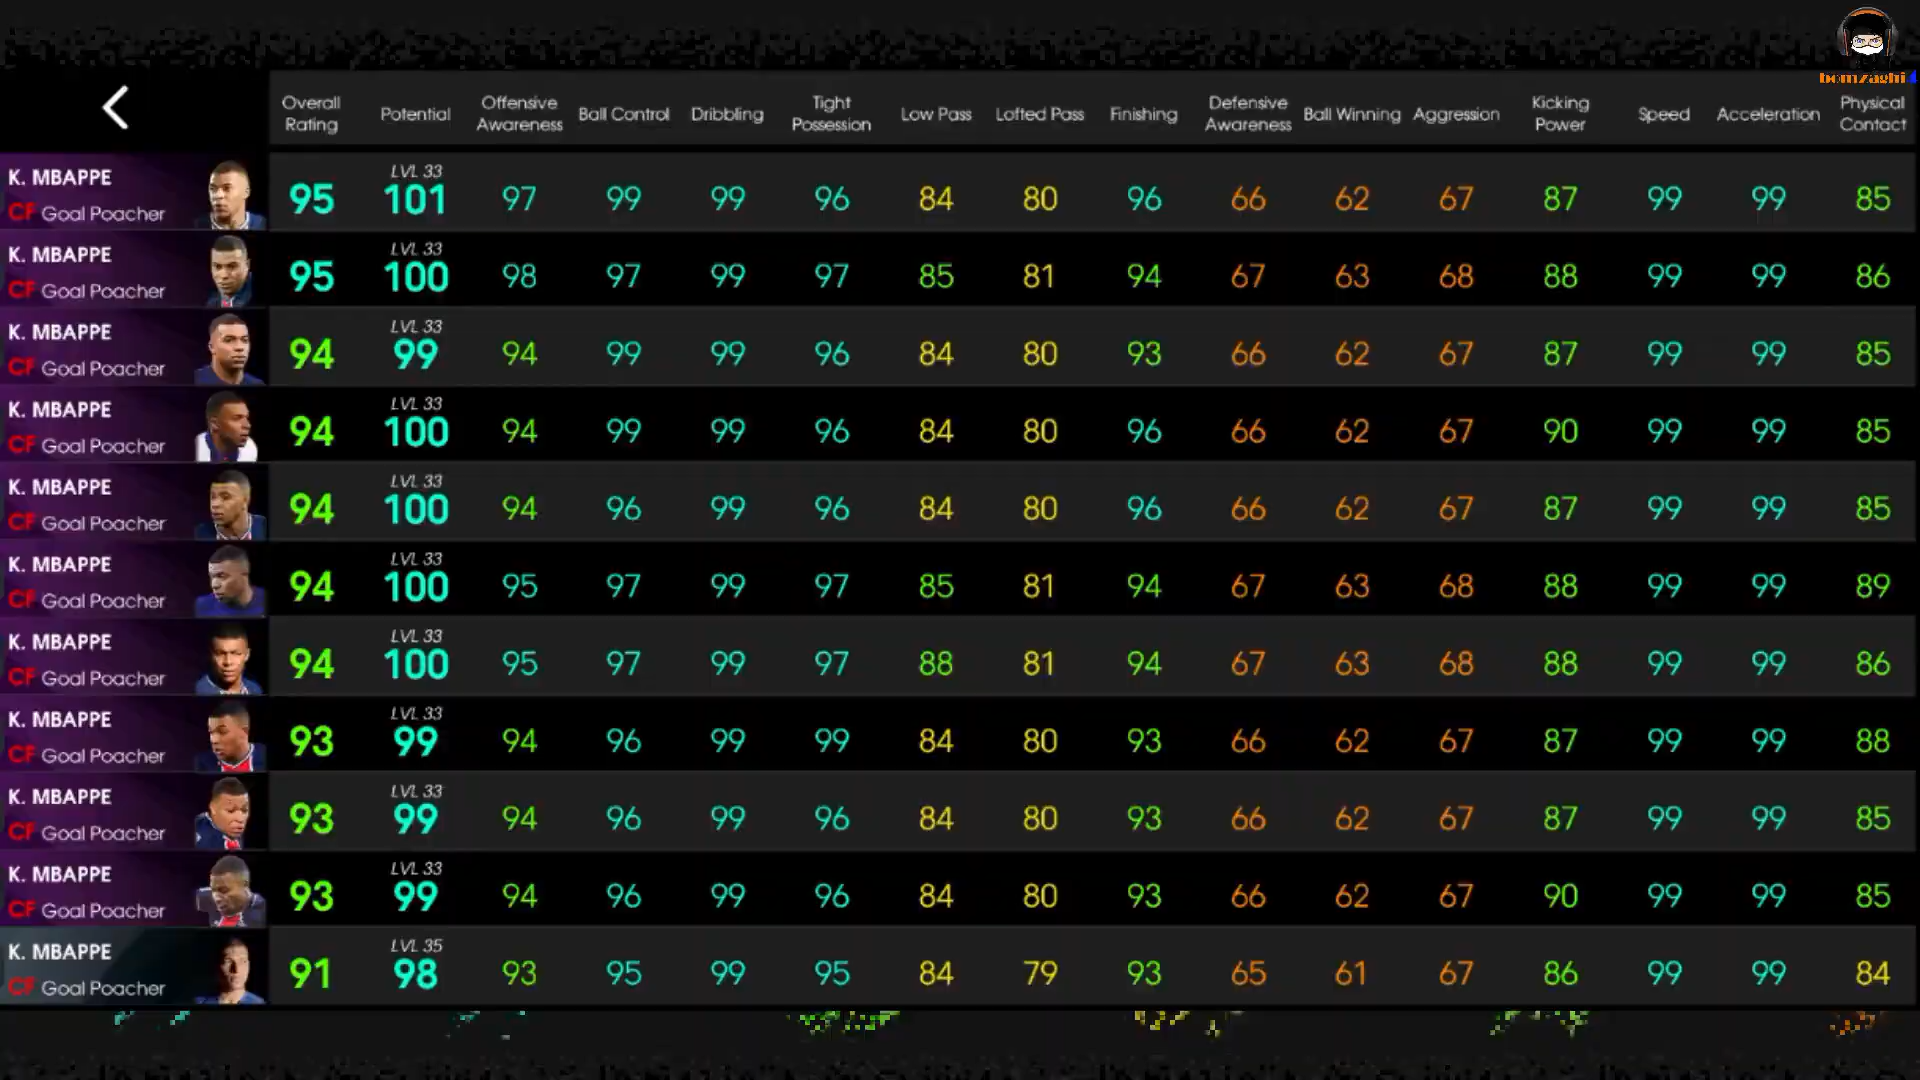 bomzaghi4
Overall Rating Potential Offensive Awareness Ball Control Dribbling Tight Possession Low Pass Lofted Pass Finishing Defensive Awareness Ball Winning Aggression Kicking Power Speed Acceleration Physical Contact
K. MBAPPE LVL 33
CF Goal Poacher 95 101 97 99 99 96 84 80 96 66 62 67 87 99 99 85
K. MBAPPE LVL 33
CF Goal Poacher 95 100 98 97 99 97 85 81 94 67 63 68 88 99 99 86
K. MBAPPE LVL 33
CF Goal Poacher 94 99 94 99 99 96 84 80 93 66 62 67 87 99 99 85
K. MBAPPE LVL 33
CF Goal Poacher 94 100 94 99 99 96 84 80 96 66 62 67 90 99 99 85
K. MBAPPE LVL 33
CF Goal Poacher 94 100 94 96 99 96 84 80 96 66 62 67 87 99 99 85
K. MBAPPE LVL 33
CF Goal Poacher 94 100 95 97 99 97 85 81 94 67 63 68 88 99 99 89
K. MBAPPE LVL 33
CF Goal Poacher 94 100 95 97 99 97 88 81 94 67 63 68 88 99 99 86
K. MBAPPE LVL 33
CF Goal Poacher 93 99 94 96 99 99 84 80 93 66 62 67 87 99 99 88
K. MBAPPE LVL 33
CF Goal Poacher 93 99 94 96 99 96 84 80 93 66 62 67 87 99 99 85
K. MBAPPE LVL 33
CF Goal Poacher 93 99 94 96 99 96 84 80 93 66 62 67 90 99 99 85
K. MBAPPE LVL 35
CF Goal Poacher 91 98 93 95 99 95 84 79 93 65 61 67 86 99 99 84